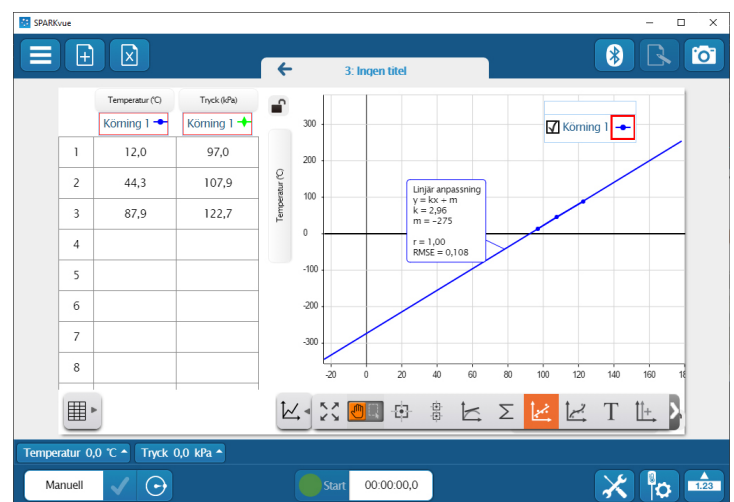 SPARKvue
3: Ingen titel
Temperatur (°C)
Tryck (kPa)
Körning 1
Körning 1
1 12,0 97,0
2 44,3 107,9
3 87,9 122,7
4
5
6
7
8
Temperatur (°C)
300
200
100
0
-100
-200
-300
-20 0 20 40 60 80 100 120 140 160 18
Körning 1
Linjär anpassning
y = kx + m
k = 2,96
m = -275
r = 1,00
RMSE = 0,108
Σ
T
Temperatur 0,0 °C
Tryck 0,0 kPa
Manuell
Start
00:00:00,0
1.23